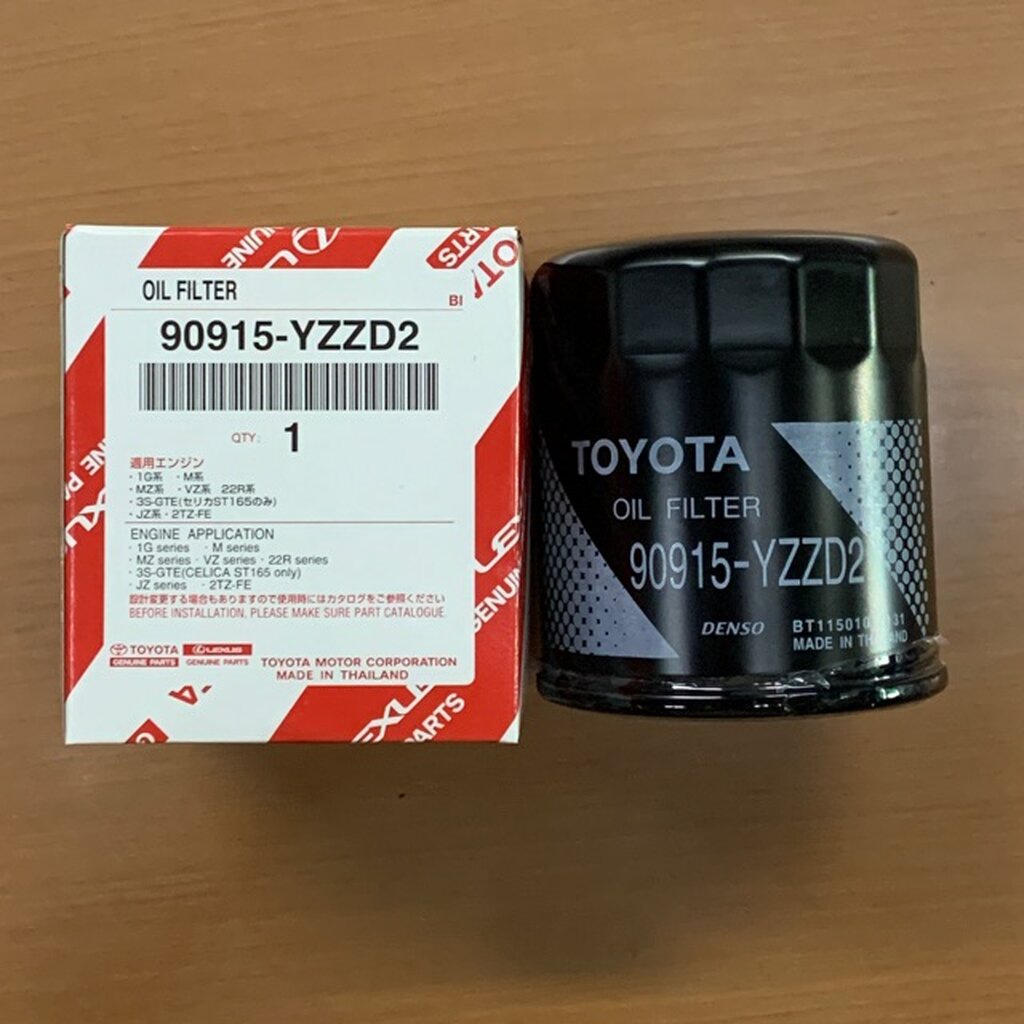 OIL FILTER
BI
90915-YZZD2
QTY: 1
適用エンジン
・1G系 ・M系
・MZ系 ・VZ系 22R系
・3S-GTE(セリカST165のみ)
・JZ系・2TZ-FE
ENGINE APPLICATION
・1G series ・M series
・MZ series・VZ series・22R series
・3S-GTE(CELICA ST165 only)
・JZ series ・2TZ-FE
設計変更する場合もありますので使用時にはカタログをご参照ください
BEFORE INSTALLATION, PLEASE MAKE SURE PART CATALOGUE.
TOYOTA LEXUS
GENUINE PARTS GENUINE PARTS
TOYOTA MOTOR CORPORATION
MADE IN THAILAND
PARTS
TOYOTA
OIL FILTER
90915-YZZD2
DENSO
MADE IN THAILAND